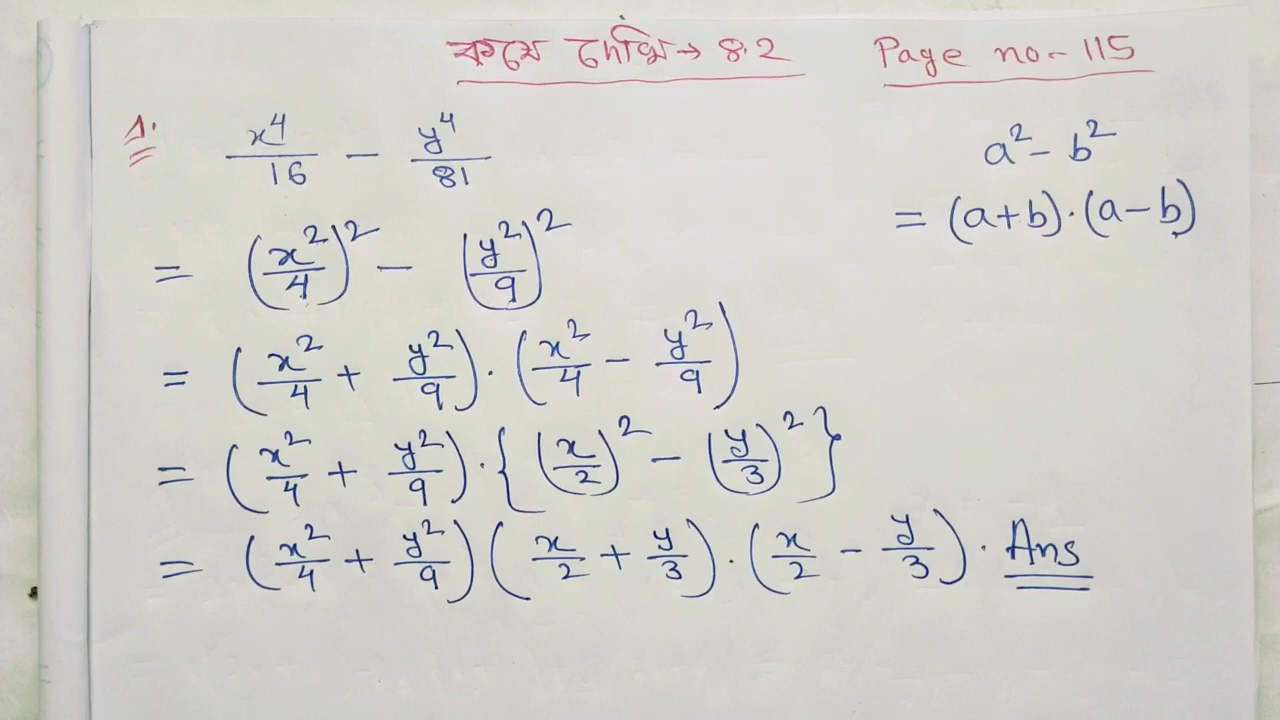 কষে দেখি → 8.2 Page no - 115
১. x⁴/16 - y⁴/81
a² - b²
= (a+b)·(a-b)
= (x²/4)² - (y²/9)²
= (x²/4 + y²/9)·(x²/4 - y²/9)
= (x²/4 + y²/9)·{(x/2)² - (y/3)²}
= (x²/4 + y²/9)(x/2 + y/3)·(x/2 - y/3). Ans